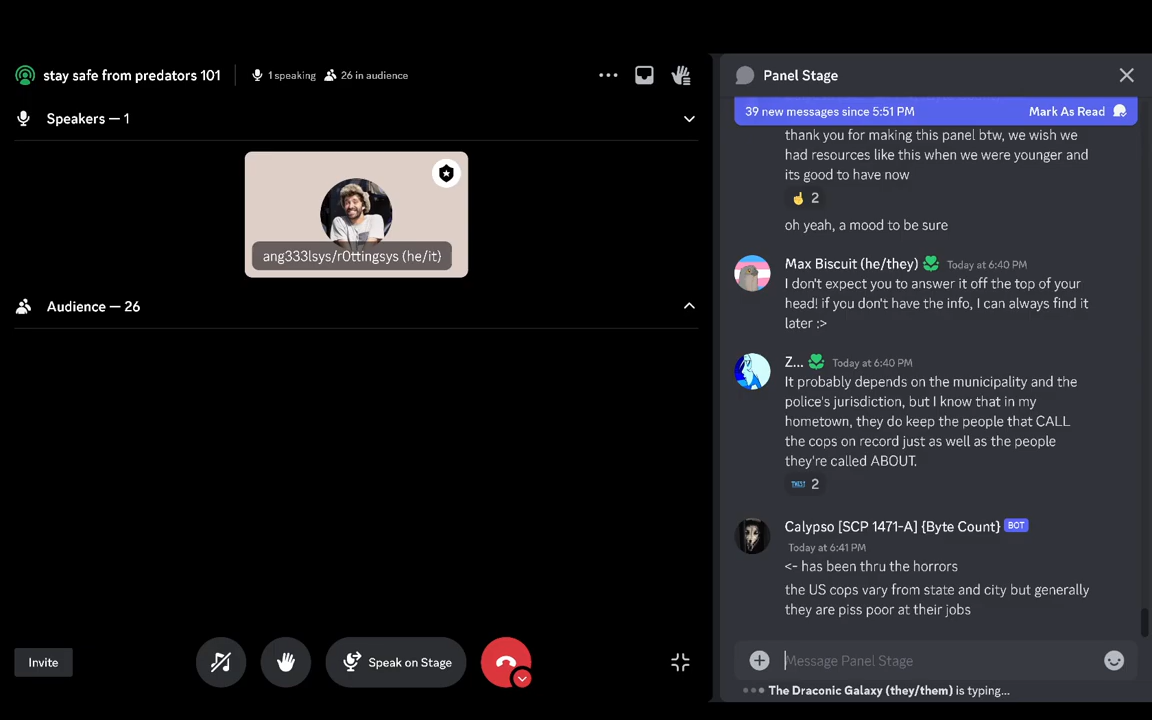 stay safe from predators 101
1 speaking
26 in audience
Speakers — 1
ang333lsys/r0ttingsys (he/it)
Audience — 26
Invite
Speak on Stage
Panel Stage
39 new messages since 5:51 PM
Mark As Read
thank you for making this panel btw, we wish we
had resources like this when we were younger and
its good to have now
2
oh yeah, a mood to be sure
Max Biscuit (he/they) Today at 6:40 PM
I don't expect you to answer it off the top of your
head! if you don't have the info, I can always find it
later :>
Z... Today at 6:40 PM
It probably depends on the municipality and the
police's jurisdiction, but I know that in my
hometown, they do keep the people that CALL
the cops on record just as well as the people
they're called ABOUT.
2
Calypso [SCP 1471-A] {Byte Count} BOT
Today at 6:41 PM
<- has been thru the horrors
the US cops vary from state and city but generally
they are piss poor at their jobs
Message Panel Stage
The Draconic Galaxy (they/them) is typing...